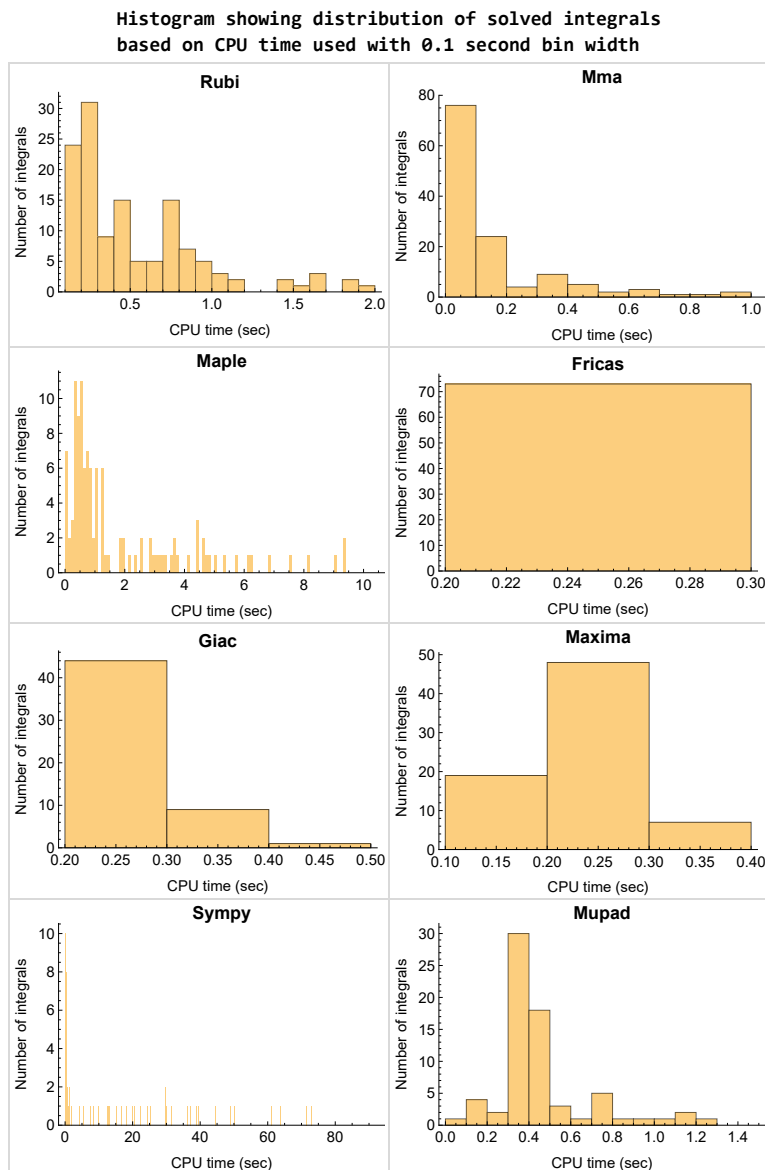 Histogram showing distribution of solved integrals
based on CPU time used with 0.1 second bin width
Rubi
Number of integrals
0 5 10 15 20 25 30
0.5 1.0 1.5 2.0
CPU time (sec)
Mma
Number of integrals
0 20 40 60 80
0.0 0.2 0.4 0.6 0.8 1.0
CPU time (sec)
Maple
Number of integrals
0 2 4 6 8 10
0 2 4 6 8 10
CPU time (sec)
Fricas
Number of integrals
0 10 20 30 40 50 60 70
0.20 0.22 0.24 0.26 0.28 0.30
CPU time (sec)
Giac
Number of integrals
0 10 20 30 40
0.20 0.25 0.30 0.35 0.40 0.45 0.50
CPU time (sec)
Maxima
Number of integrals
0 10 20 30 40 50
0.10 0.15 0.20 0.25 0.30 0.35 0.40
CPU time (sec)
Sympy
Number of integrals
0 2 4 6 8 10
0 20 40 60 80
CPU time (sec)
Mupad
Number of integrals
0 5 10 15 20 25 30
0.0 0.2 0.4 0.6 0.8 1.0 1.2 1.4
CPU time (sec)